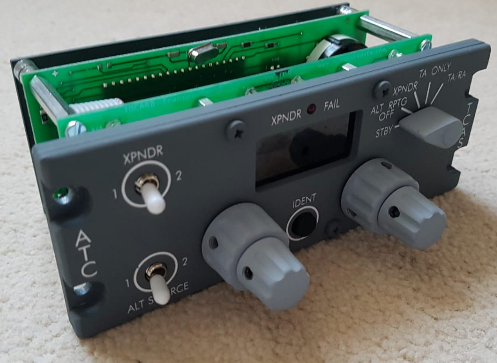 XPNDR
1 2
ATC
1 2
ALT SOURCE
XPNDR FAIL
IDENT
STBY
ALT RPTG
OFF
XPNDR
TA ONLY
TA/RA
TCAS